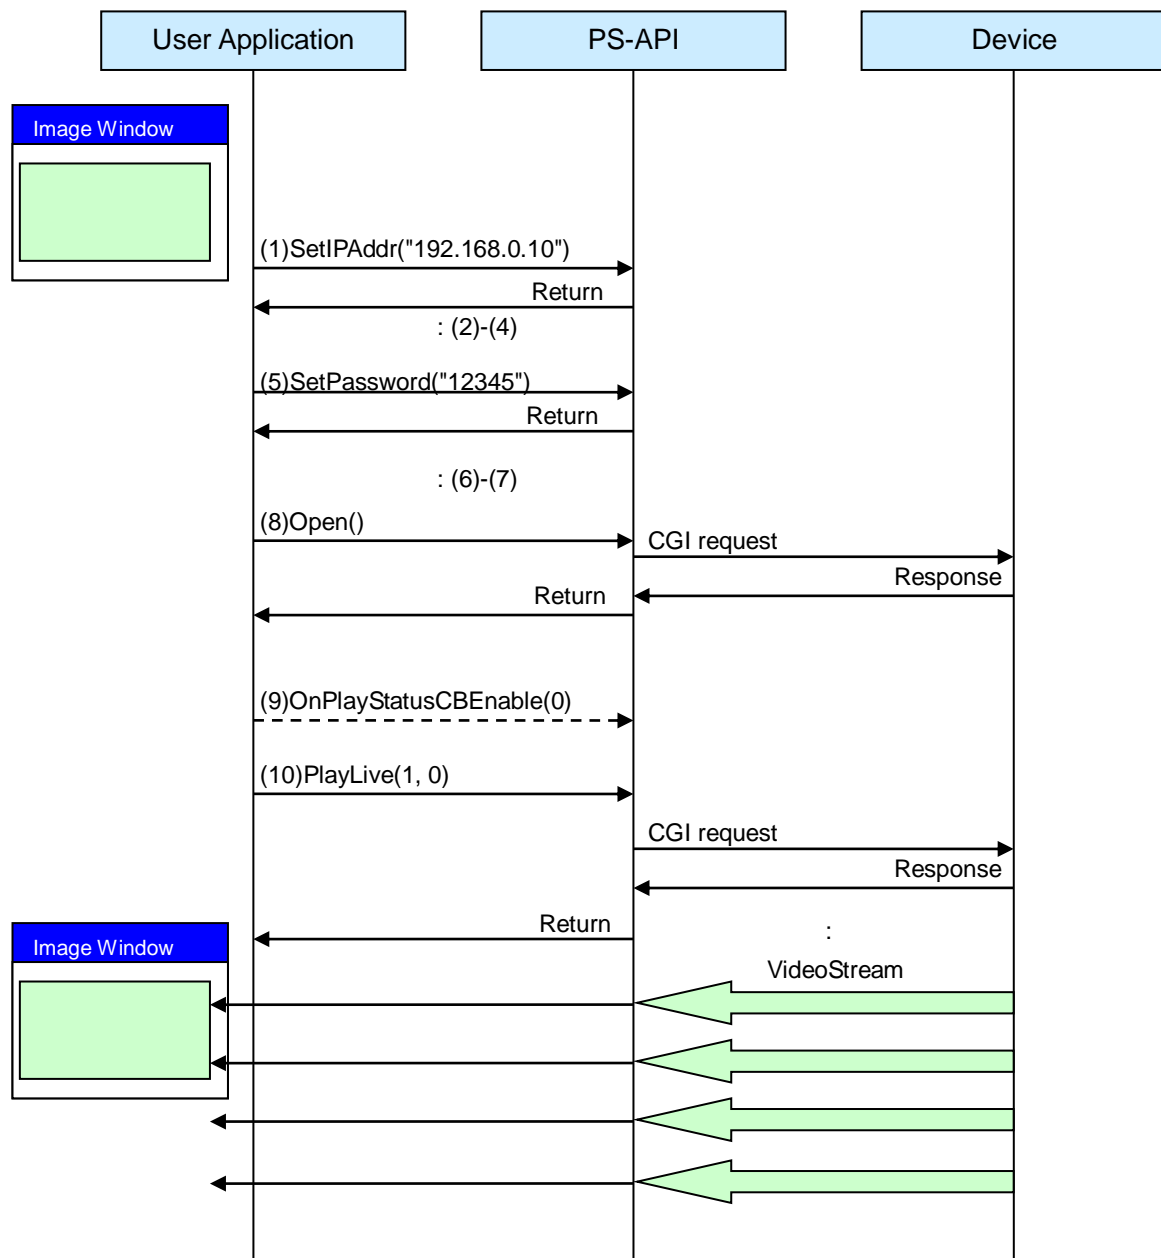 User Application
PS-API
Device
Image Window
(1)SetIPAddr("192.168.0.10")
Return
: (2)-(4)
(5)SetPassword("12345")
Return
: (6)-(7)
(8)Open()
CGI request
Response
Return
(9)OnPlayStatusCBEnable(0)
(10)PlayLive(1, 0)
CGI request
Response
Return
:
Image Window
VideoStream